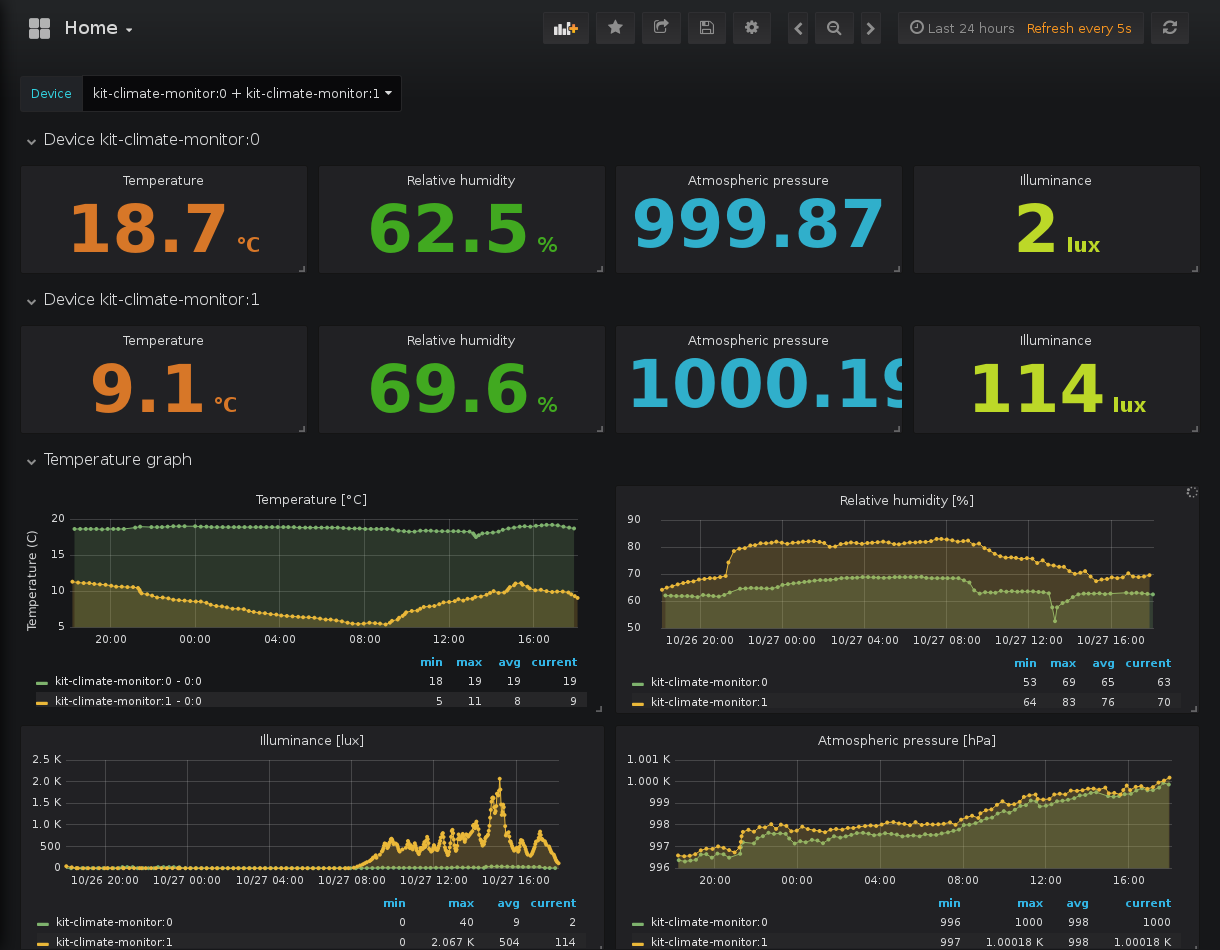 Home
Last 24 hours Refresh every 5s
Device kit-climate-monitor:0 + kit-climate-monitor:1
Device kit-climate-monitor:0
Temperature Relative humidity Atmospheric pressure Illuminance
18.7 °C 62.5 % 999.87 2 lux
Device kit-climate-monitor:1
Temperature Relative humidity Atmospheric pressure Illuminance
9.1 °C 69.6 % 1000.19 114 lux
Temperature graph
Temperature [°C]
Temperature (C)
20
15
10
5
20:00 00:00 04:00 08:00 12:00 16:00
min max avg current
kit-climate-monitor:0 - 0:0 18 19 19 19
kit-climate-monitor:1 - 0:0 5 11 8 9
Relative humidity [%]
90
80
70
60
50
10/26 20:00 10/27 00:00 10/27 04:00 10/27 08:00 10/27 12:00 10/27 16:00
min max avg current
kit-climate-monitor:0 53 69 65 63
kit-climate-monitor:1 64 83 76 70
Illuminance [lux]
2.5 K
2.0 K
1.5 K
1.0 K
500
0
10/26 20:00 10/27 00:00 10/27 04:00 10/27 08:00 10/27 12:00 10/27 16:00
min max avg current
kit-climate-monitor:0 0 40 9 2
kit-climate-monitor:1 0 2.067 K 504 114
Atmospheric pressure [hPa]
1.001 K
1.000 K
999
998
997
996
20:00 00:00 04:00 08:00 12:00 16:00
min max avg current
kit-climate-monitor:0 996 1000 998 1000
kit-climate-monitor:1 997 1.00018 K 998 1.00018 K